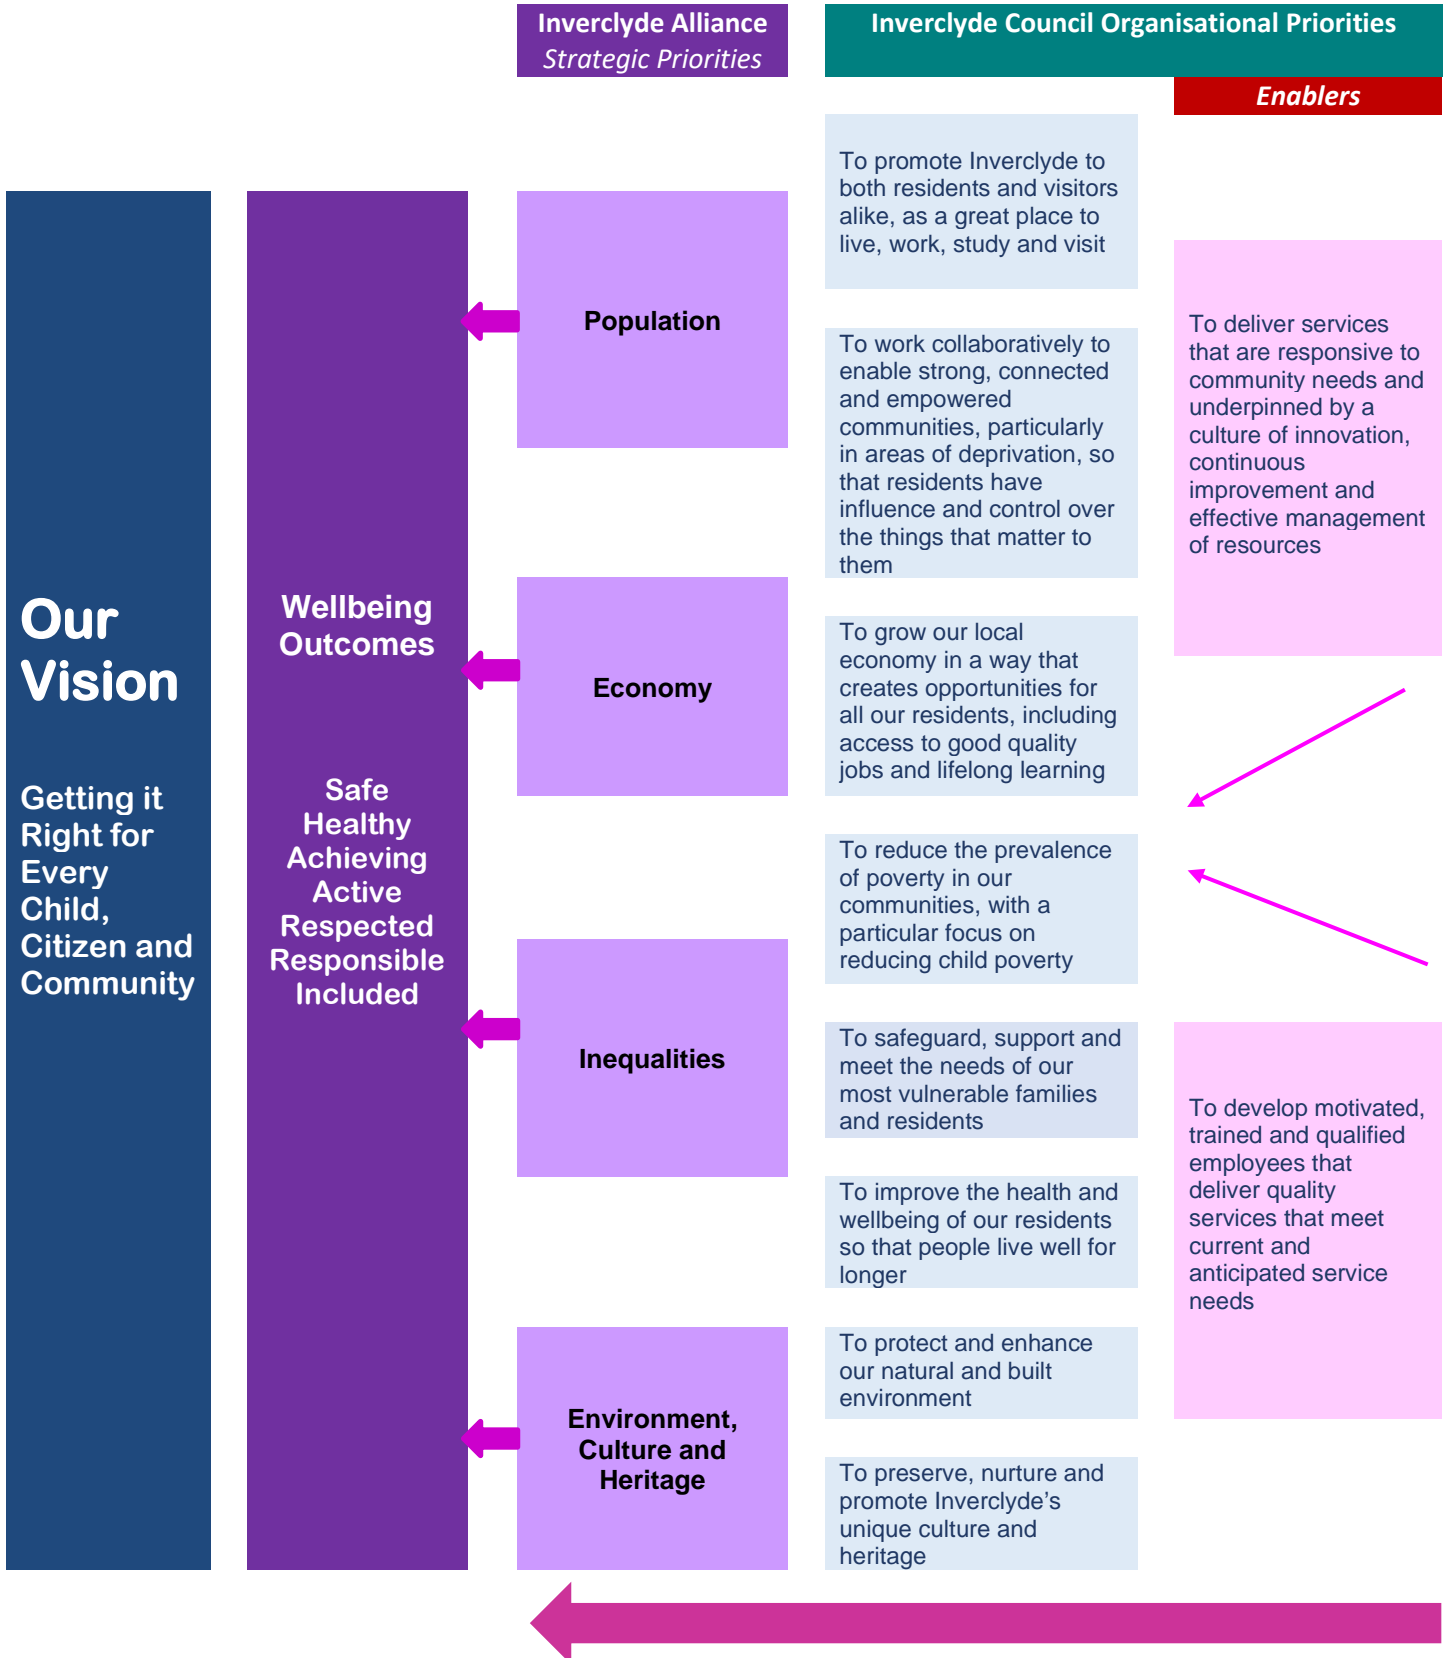 Inverclyde Alliance
Strategic Priorities
Inverclyde Council Organisational Priorities
Enablers
Our
Vision
Getting it
Right for
Every
Child,
Citizen and
Community
Wellbeing
Outcomes
Safe
Healthy
Achieving
Active
Respected
Responsible
Included
Population
Economy
Inequalities
Environment,
Culture and
Heritage
To promote Inverclyde to
both residents and visitors
alike, as a great place to
live, work, study and visit
To work collaboratively to
enable strong, connected
and empowered
communities, particularly
in areas of deprivation, so
that residents have
influence and control over
the things that matter to
them
To grow our local
economy in a way that
creates opportunities for
all our residents, including
access to good quality
jobs and lifelong learning
To reduce the prevalence
of poverty in our
communities, with a
particular focus on
reducing child poverty
To safeguard, support and
meet the needs of our
most vulnerable families
and residents
To improve the health and
wellbeing of our residents
so that people live well for
longer
To protect and enhance
our natural and built
environment
To preserve, nurture and
promote Inverclyde’s
unique culture and
heritage
To deliver services
that are responsive to
community needs and
underpinned by a
culture of innovation,
continuous
improvement and
effective management
of resources
To develop motivated,
trained and qualified
employees that
deliver quality
services that meet
current and
anticipated service
needs